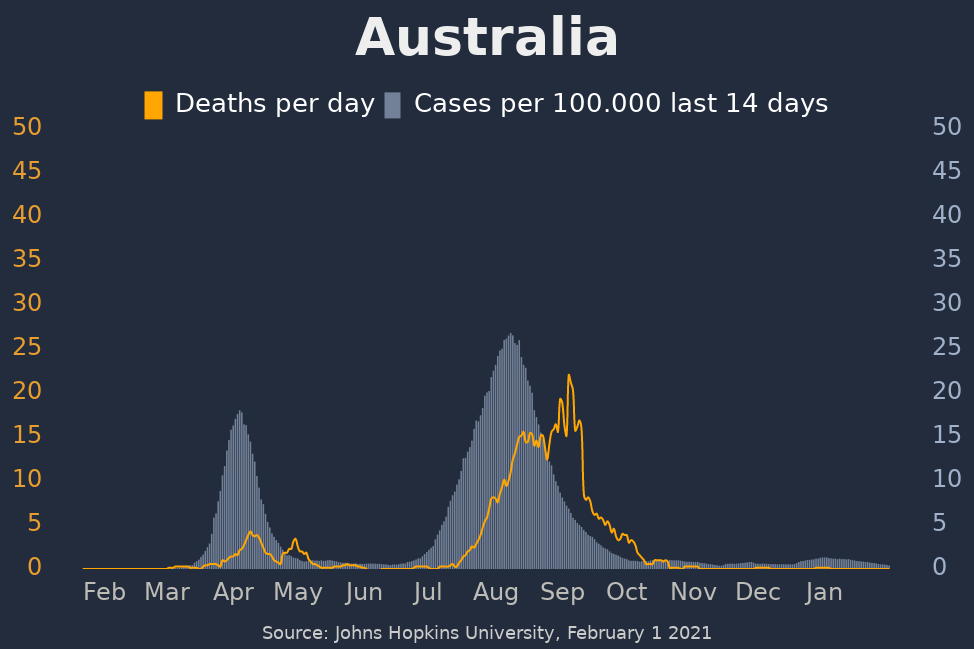 Australia
Deaths per day Cases per 100.000 last 14 days
50 50
45 45
40 40
35 35
30 30
25 25
20 20
15 15
10 10
5 5
0 0
Feb Mar Apr May Jun Jul Aug Sep Oct Nov Dec Jan
Source: Johns Hopkins University, February 1 2021